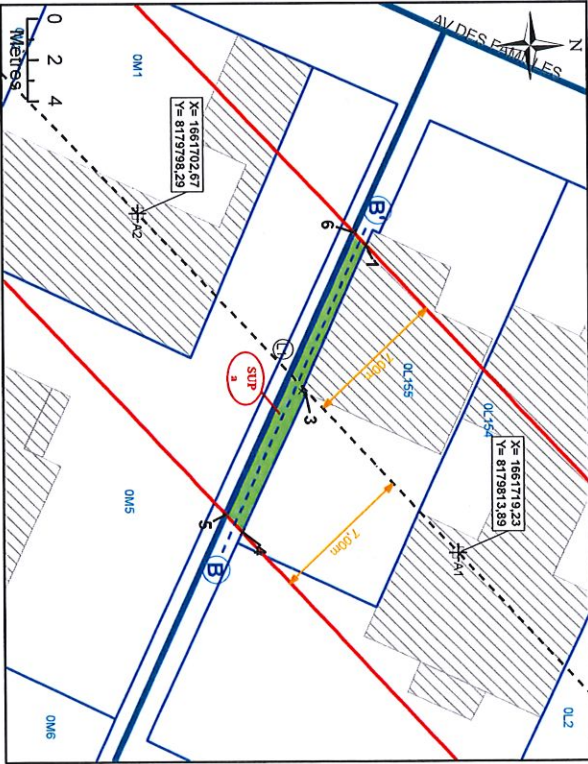 N
AV DES FAMILLES
0 2 4
Mètres
0M1
X= 1661702,67
Y= 8179798,29
A2
B'
6
1
7,00m
0L155
0L154
X= 1661719,23
Y= 8179813,89
A1
L1
SUP
a
3
7,00m
5
4
B
0M5
0L2
0M6